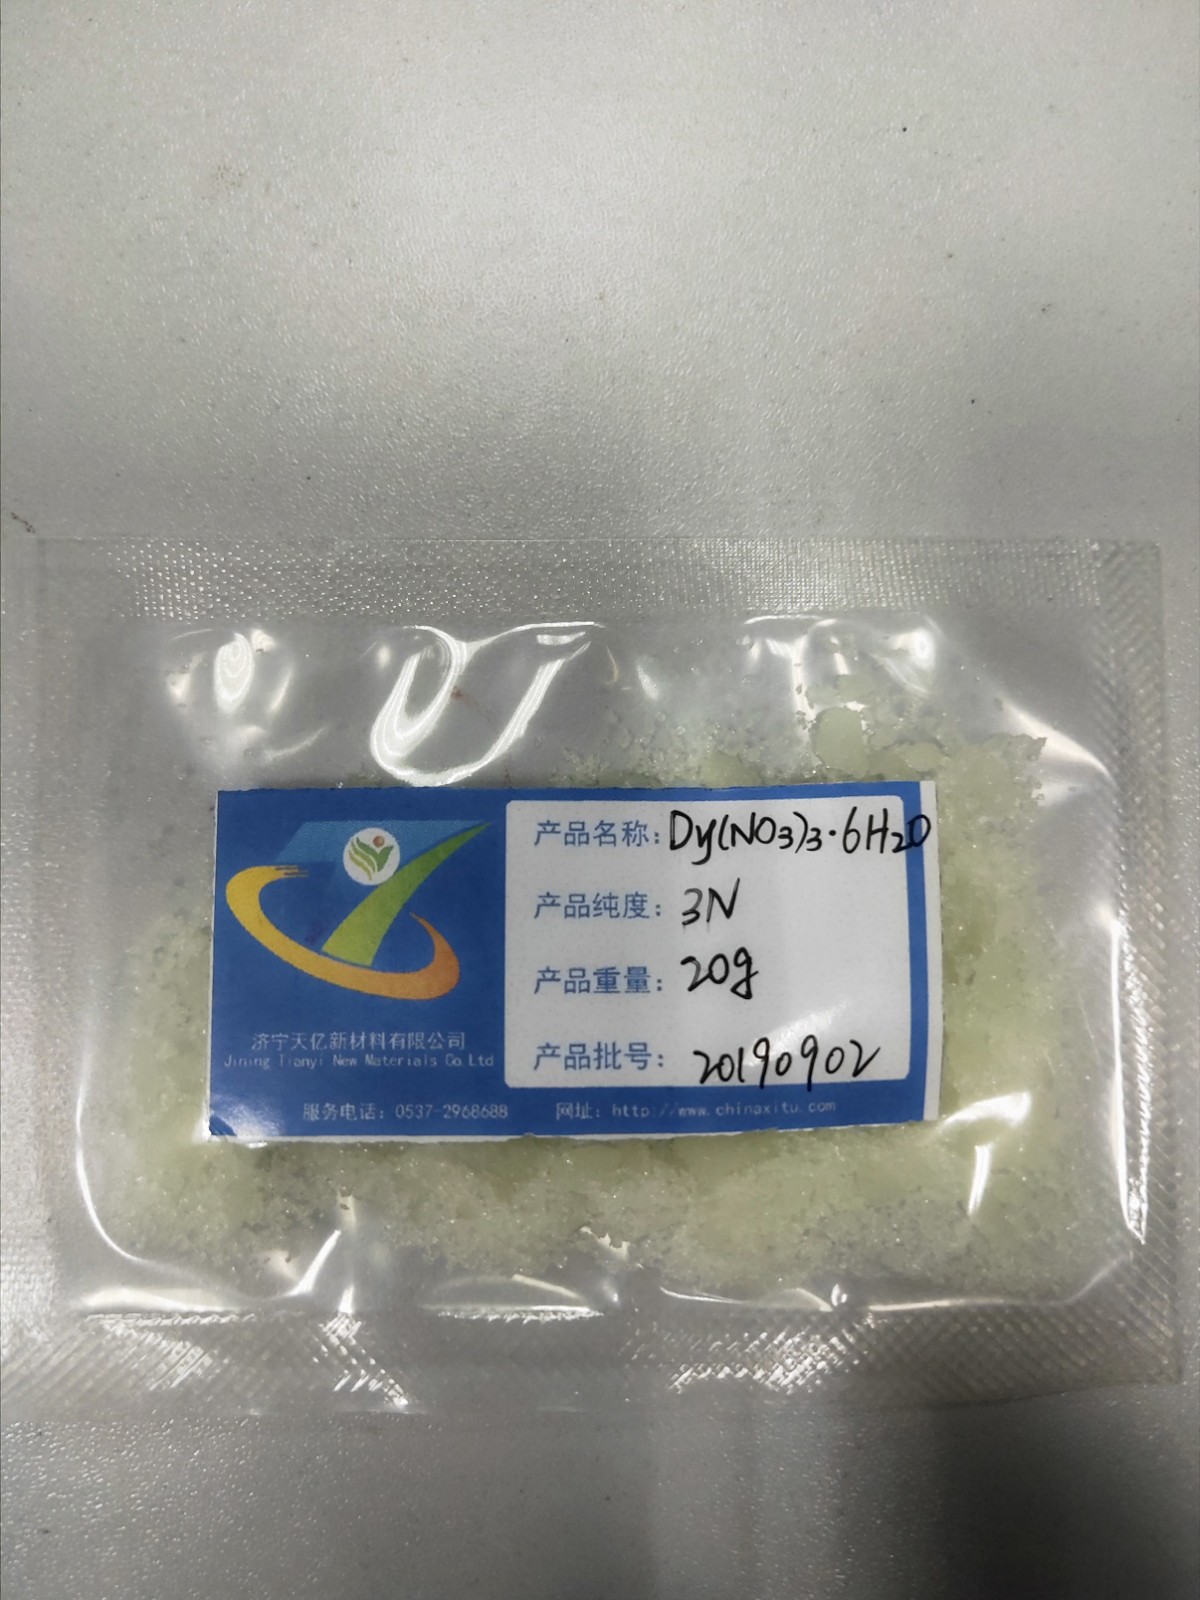 产品名称：Dy(NO3)3·6H2O
产品纯度：3N
产品重量：20g
产品批号：20190902
济宁天亿新材料有限公司
Jining Tianyi New Materials Co Ltd
服务电话：0537-2968688 网址：http://www.chinaxitu.com